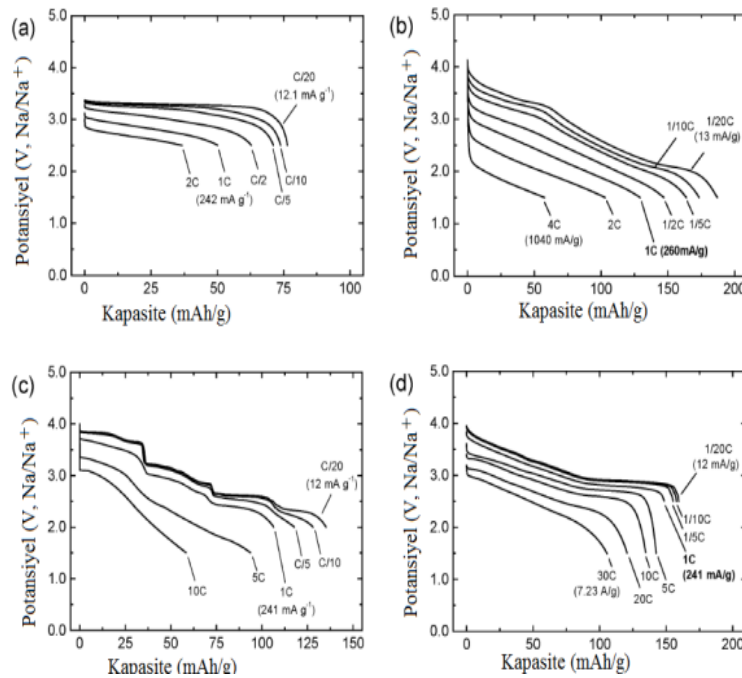 (a)
5.0
4.0
3.0
2.0
1.0
0.0
Potansiyel (V, Na/Na⁺)
C/20
(12.1 mA g⁻¹)
2C
1C
(242 mA g⁻¹)
C/2
C/5
C/10
0
25
50
75
100
Kapasite (mAh/g)
(b)
5.0
4.0
3.0
2.0
1.0
0.0
Potansiyel (V, Na/Na⁺)
1/10C
1/20C
(13 mA/g)
4C
(1040 mA/g)
2C
1C (260mA/g)
1/2C
1/5C
0
50
100
150
200
Kapasite (mAh/g)
(c)
5.0
4.0
3.0
2.0
1.0
0.0
Potansiyel (V, Na/Na⁺)
C/20
(12 mA g⁻¹)
10C
5C
1C
(241 mA g⁻¹)
C/5
C/10
0
25
50
75
100
125
150
Kapasite (mAh/g)
(d)
5.0
4.0
3.0
2.0
1.0
0.0
Potansiyel (V, Na/Na⁺)
1/20C
(12 mA/g)
1/10C
1/5C
1C
(241 mA/g)
30C
(7.23 A/g)
20C
10C
5C
0
50
100
150
200
Kapasite (mAh/g)